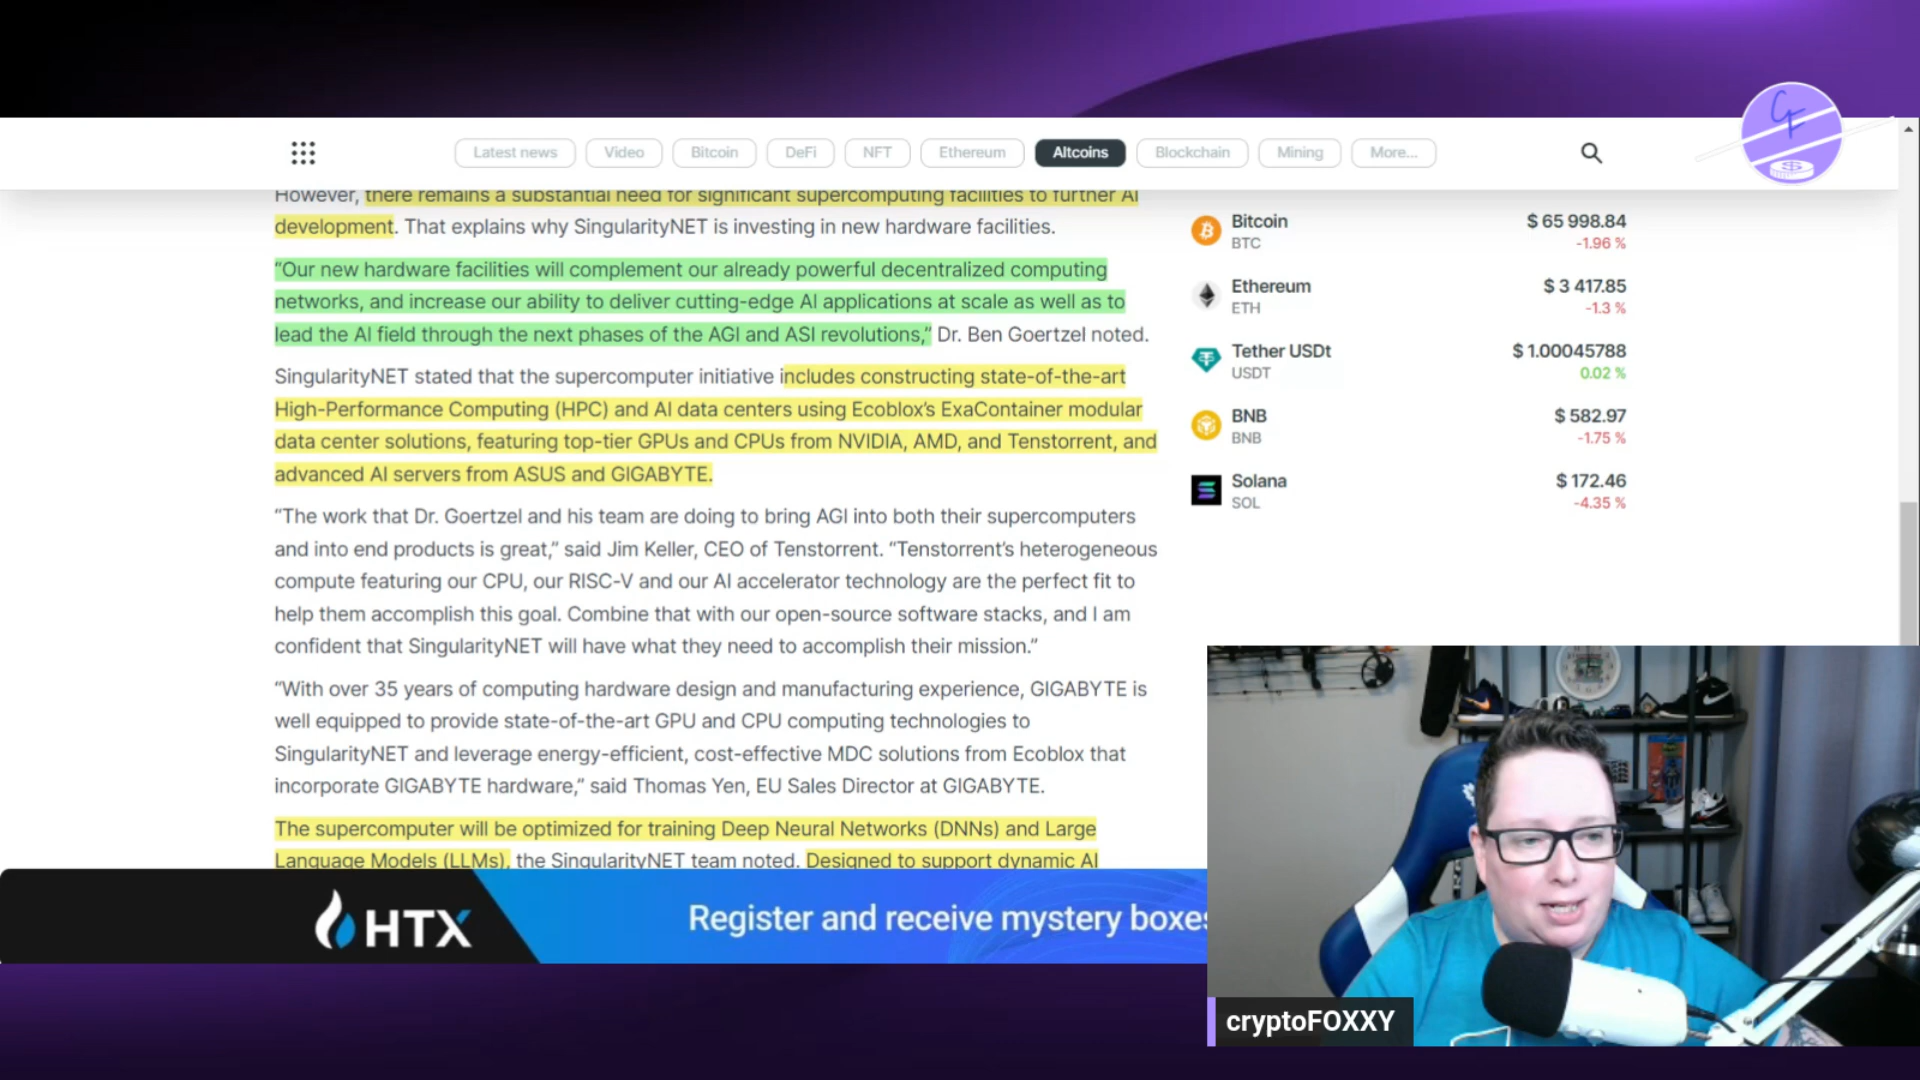 Latest news
Video
Bitcoin
DeFi
NFT
Ethereum
Altcoins
Blockchain
Mining
More...
However, there remains a substantial need for significant supercomputing facilities to further AI
development. That explains why SingularityNET is investing in new hardware facilities.
“Our new hardware facilities will complement our already powerful decentralized computing
networks, and increase our ability to deliver cutting-edge AI applications at scale as well as to
lead the AI field through the next phases of the AGI and ASI revolutions,” Dr. Ben Goertzel noted.
SingularityNET stated that the supercomputer initiative includes constructing state-of-the-art
High-Performance Computing (HPC) and AI data centers using Ecoblox’s ExaContainer modular
data center solutions, featuring top-tier GPUs and CPUs from NVIDIA, AMD, and Tenstorrent, and
advanced AI servers from ASUS and GIGABYTE.
“The work that Dr. Goertzel and his team are doing to bring AGI into both their supercomputers
and into end products is great,” said Jim Keller, CEO of Tenstorrent. “Tenstorrent’s heterogeneous
compute featuring our CPU, our RISC-V and our AI accelerator technology are the perfect fit to
help them accomplish this goal. Combine that with our open-source software stacks, and I am
confident that SingularityNET will have what they need to accomplish their mission.”
“With over 35 years of computing hardware design and manufacturing experience, GIGABYTE is
well equipped to provide state-of-the-art GPU and CPU computing technologies to
SingularityNET and leverage energy-efficient, cost-effective MDC solutions from Ecoblox that
incorporate GIGABYTE hardware,” said Thomas Yen, EU Sales Director at GIGABYTE.
The supercomputer will be optimized for training Deep Neural Networks (DNNs) and Large
Language Models (LLMs), the SingularityNET team noted. Designed to support dynamic AI
Bitcoin $ 65 998.84
BTC -1.96 %
Ethereum $ 3 417.85
ETH -1.3 %
Tether USDt $ 1.00045788
USDT 0.02 %
BNB $ 582.97
BNB -1.75 %
Solana $ 172.46
SOL -4.35 %
HTX
Register and receive mystery boxes
cryptoFOXXY
CF